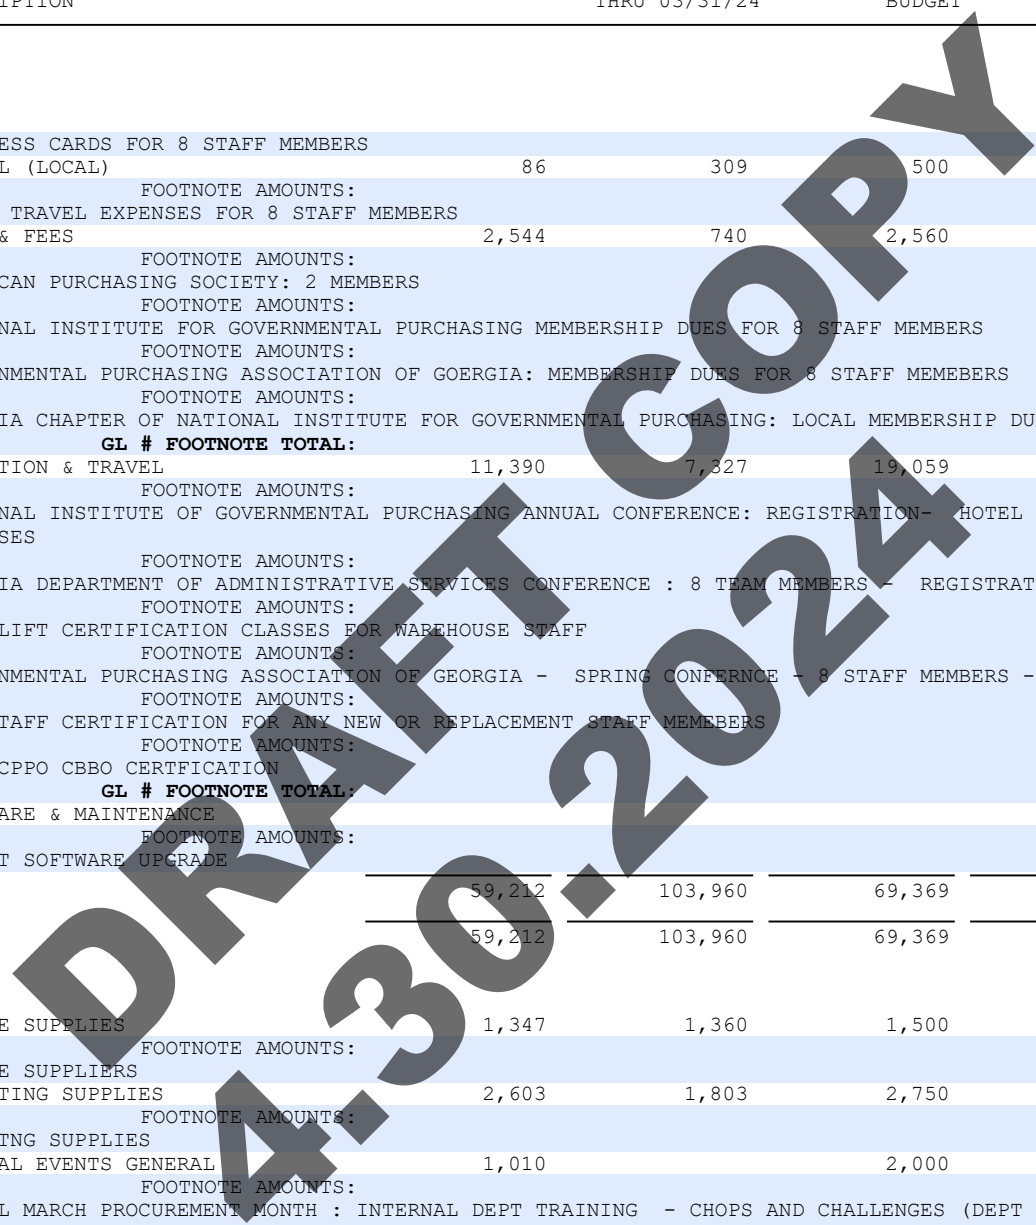 THRU 03/31/24 BUDGET
ESS CARDS FOR 8 STAFF MEMBERS
L (LOCAL) 86 309 500
FOOTNOTE AMOUNTS:
TRAVEL EXPENSES FOR 8 STAFF MEMBERS
& FEES 2,544 740 2,560
FOOTNOTE AMOUNTS:
CAN PURCHASING SOCIETY: 2 MEMBERS
FOOTNOTE AMOUNTS:
NAL INSTITUTE FOR GOVERNMENTAL PURCHASING MEMBERSHIP DUES FOR 8 STAFF MEMBERS
FOOTNOTE AMOUNTS:
NMENTAL PURCHASING ASSOCIATION OF GOERGIA: MEMBERSHIP DUES FOR 8 STAFF MEMEBERS
FOOTNOTE AMOUNTS:
IA CHAPTER OF NATIONAL INSTITUTE FOR GOVERNMENTAL PURCHASING: LOCAL MEMBERSHIP DU
GL # FOOTNOTE TOTAL:
TION & TRAVEL 11,390 7,327 19,059
FOOTNOTE AMOUNTS:
NAL INSTITUTE OF GOVERNMENTAL PURCHASING ANNUAL CONFERENCE: REGISTRATION- HOTEL
SES
FOOTNOTE AMOUNTS:
IA DEPARTMENT OF ADMINISTRATIVE SERVICES CONFERENCE : 8 TEAM MEMBERS - REGISTRAT
FOOTNOTE AMOUNTS:
LIFT CERTIFICATION CLASSES FOR WAREHOUSE STAFF
FOOTNOTE AMOUNTS:
NMENTAL PURCHASING ASSOCIATION OF GEORGIA - SPRING CONFERNCE - 8 STAFF MEMBERS -
FOOTNOTE AMOUNTS:
TAFF CERTIFICATION FOR ANY NEW OR REPLACEMENT STAFF MEMEBERS
FOOTNOTE AMOUNTS:
CPPO CBBO CERTFICATION
GL # FOOTNOTE TOTAL:
ARE & MAINTENANCE
FOOTNOTE AMOUNTS:
T SOFTWARE UPGRADE
59,212 103,960 69,369
59,212 103,960 69,369
E SUPPLIES 1,347 1,360 1,500
FOOTNOTE AMOUNTS:
E SUPPLIERS
TING SUPPLIES 2,603 1,803 2,750
FOOTNOTE AMOUNTS:
TNG SUPPLIES
AL EVENTS GENERAL 1,010 2,000
FOOTNOTE AMOUNTS:
L MARCH PROCUREMENT MONTH : INTERNAL DEPT TRAINING - CHOPS AND CHALLENGES (DEPT
DRAFT COPY
4.30.2024